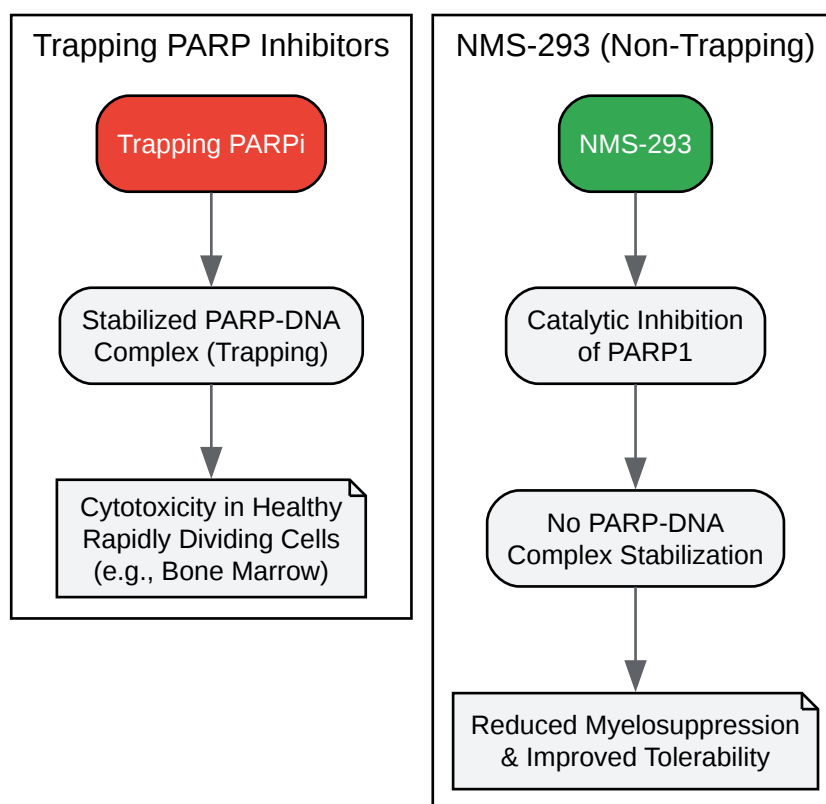 Trapping PARP Inhibitors
Trapping PARPi
Stabilized PARP-DNA
Complex (Trapping)
Cytotoxicity in Healthy
Rapidly Dividing Cells
(e.g., Bone Marrow)
NMS-293 (Non-Trapping)
NMS-293
Catalytic Inhibition
of PARP1
No PARP-DNA
Complex Stabilization
Reduced Myelosuppression
& Improved Tolerability